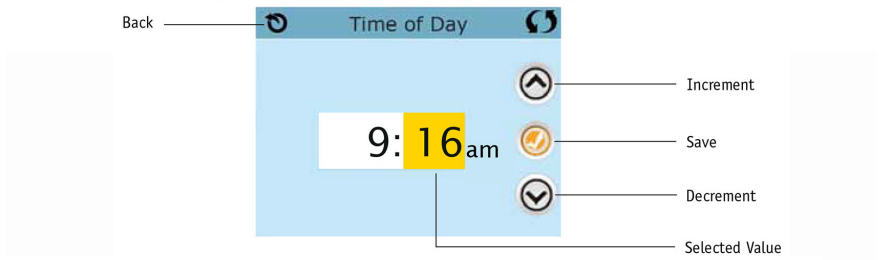 Back
Time of Day
Increment
9:16am
Save
Decrement
Selected Value